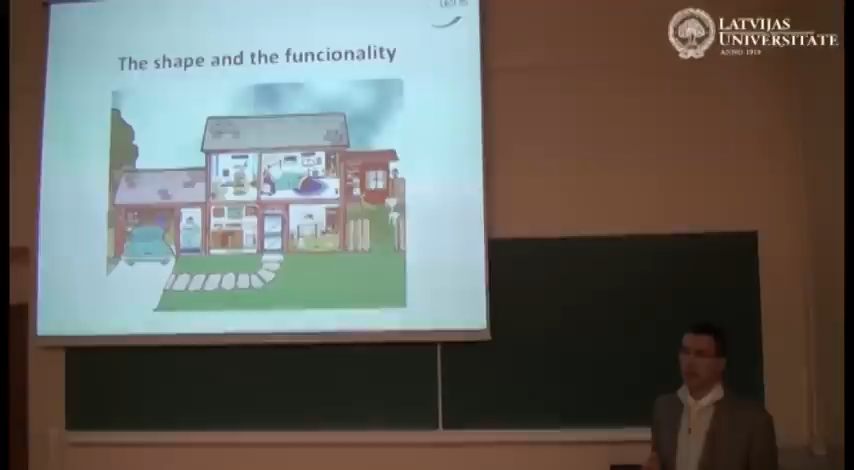 The shape and the funcionality
LATVIJAS
UNIVERSITĀTE
ANNO 1919